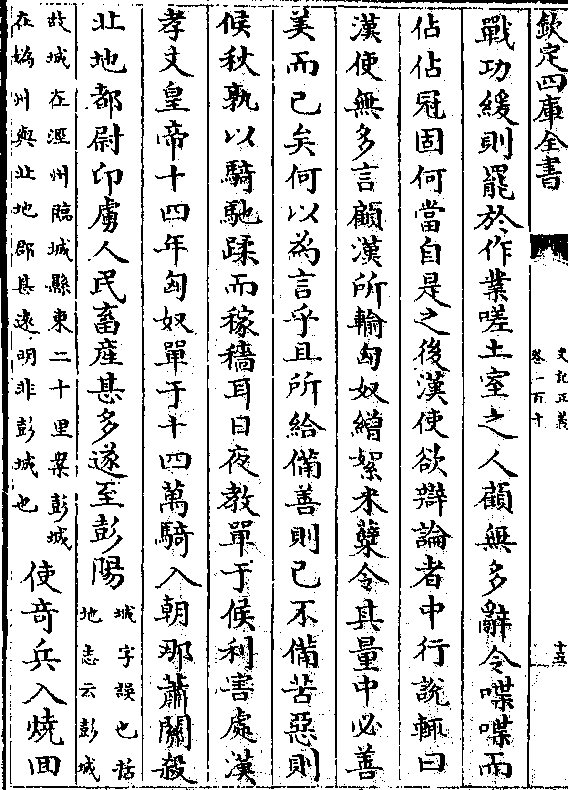 欽定四庫全書
史記正義
卷一百十
十五
戰功緩則罷於作業嗟土室之人顧無多辭令喋喋而
佔佔冠固何當自是之後漢使欲辯論者中行說輒曰
漢使無多言顧漢所輸匈奴繒絮米糵令其量中必善
美而已矣何以為言乎且所給備善則已不備苦惡則
候秋孰以騎馳蹂而稼穡耳日夜教單于候利害處漢
孝文皇帝十四年匈奴單于十四萬騎入朝那蕭關殺
北地都尉卬虜人民畜産甚多遂至彭陽
城字誤也括
地志云彭城
故城在涇州臨城縣東二十里案彭城
在媯州與北地郡甚遠明非彭城也
使奇兵入燒回